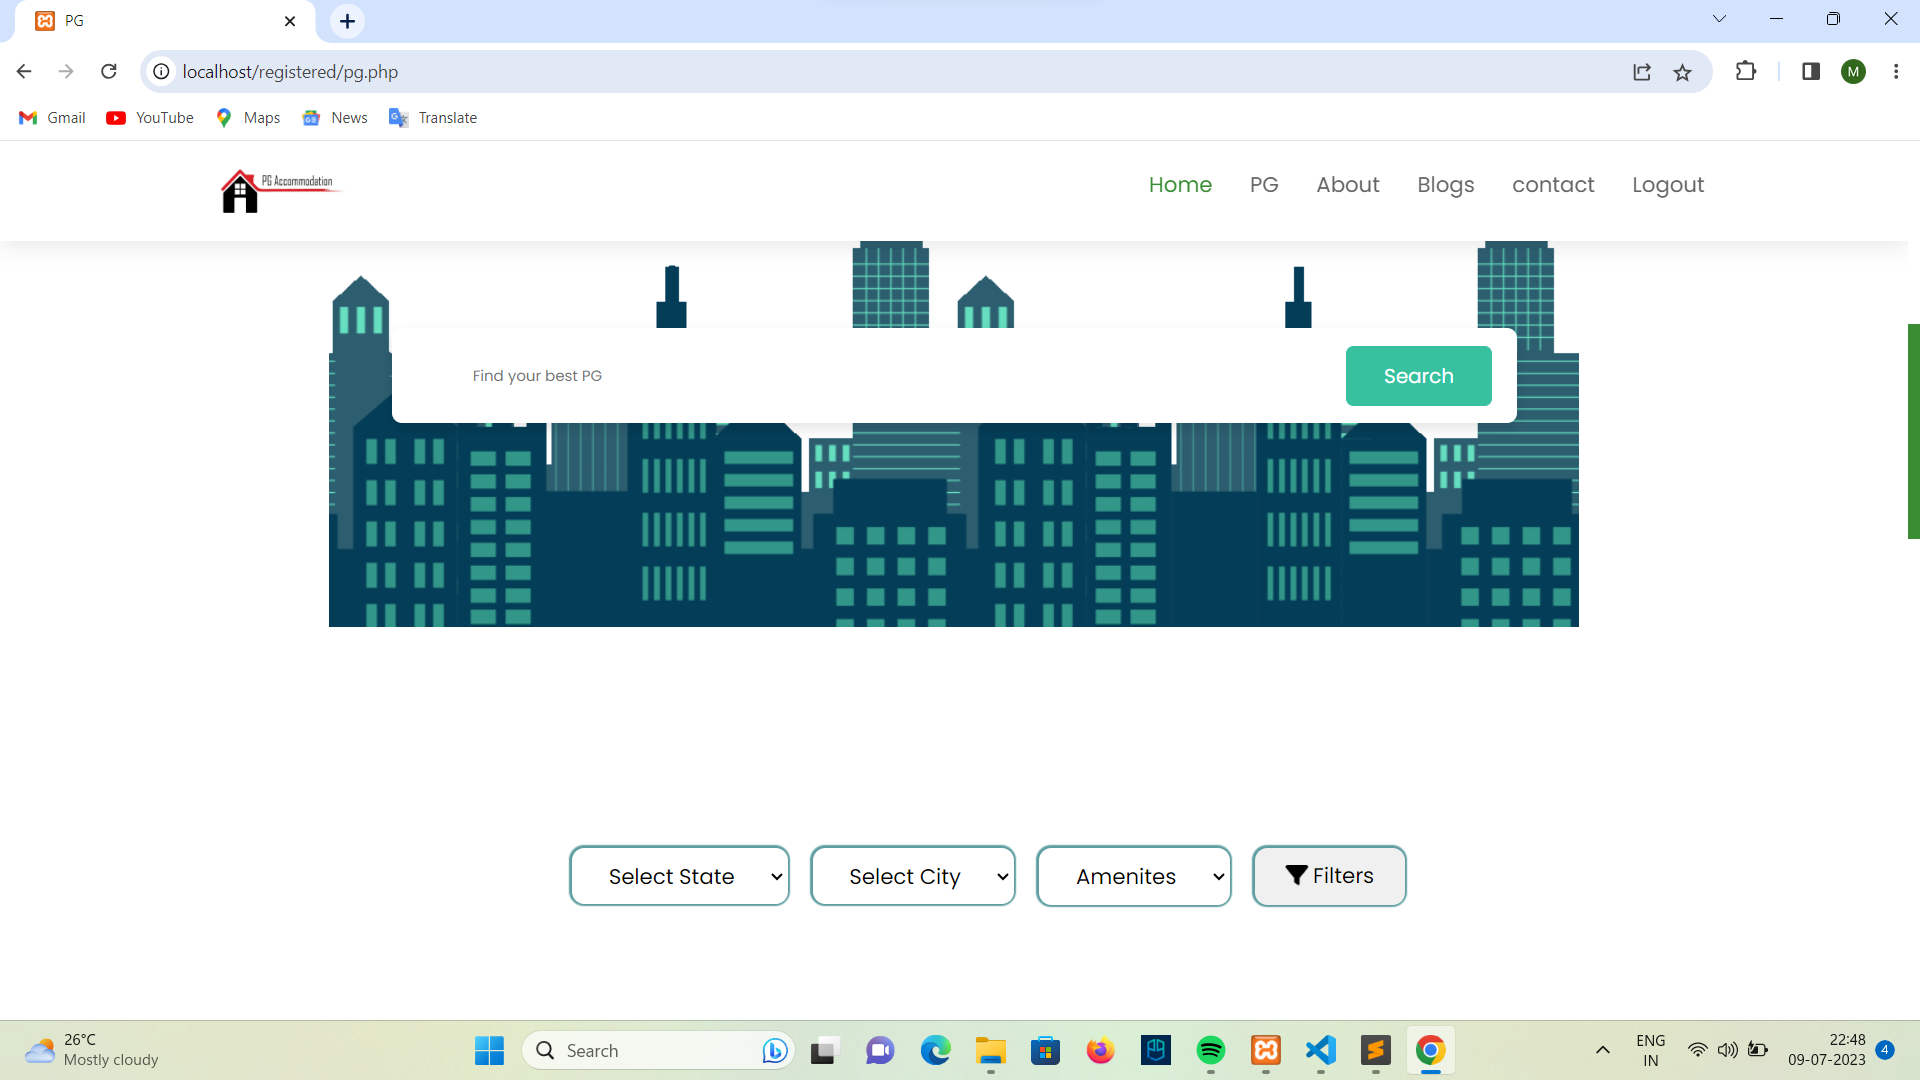 PG
localhost/registered/pg.php
M
Gmail YouTube Maps News Translate
PG Accommodation
Home PG About Blogs contact Logout
Find your best PG
Search
Select State Select City Amenites Filters
26°C
Mostly cloudy
Search
ENG
IN
22:48
09-07-2023
4